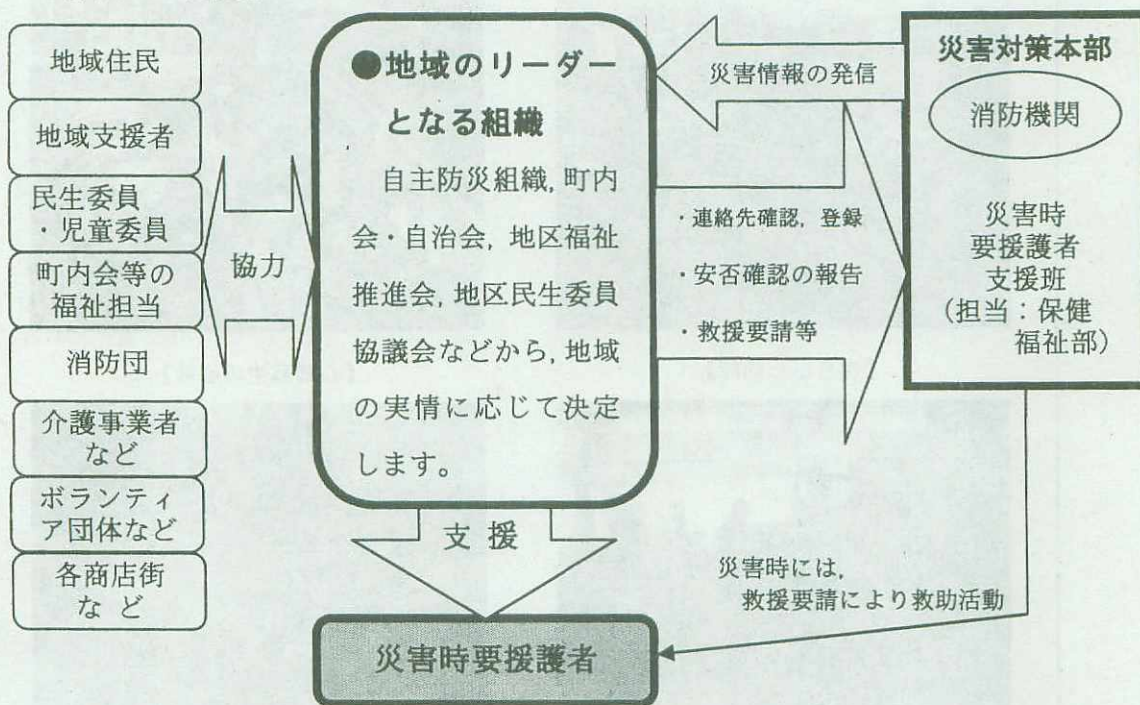 地域住民
地域支援者
民生委員
・児童委員
町内会等の
福祉担当
消防団
介護事業者
など
ボランティ
ア団体など
各商店街
な ど
協力
●地域のリーダー
となる組織
自主防災組織, 町内
会・自治会, 地区福祉
推進会, 地区民生委員
協議会などから, 地域
の実情に応じて決定
します。
支 援
災害時要援護者
災害情報の発信
・連絡先確認, 登録
・安否確認の報告
・救援要請等
災害対策本部
消防機関
災害時
要援護者
支援班
(担当：保健
福祉部)
災害時には,
救援要請により救助活動